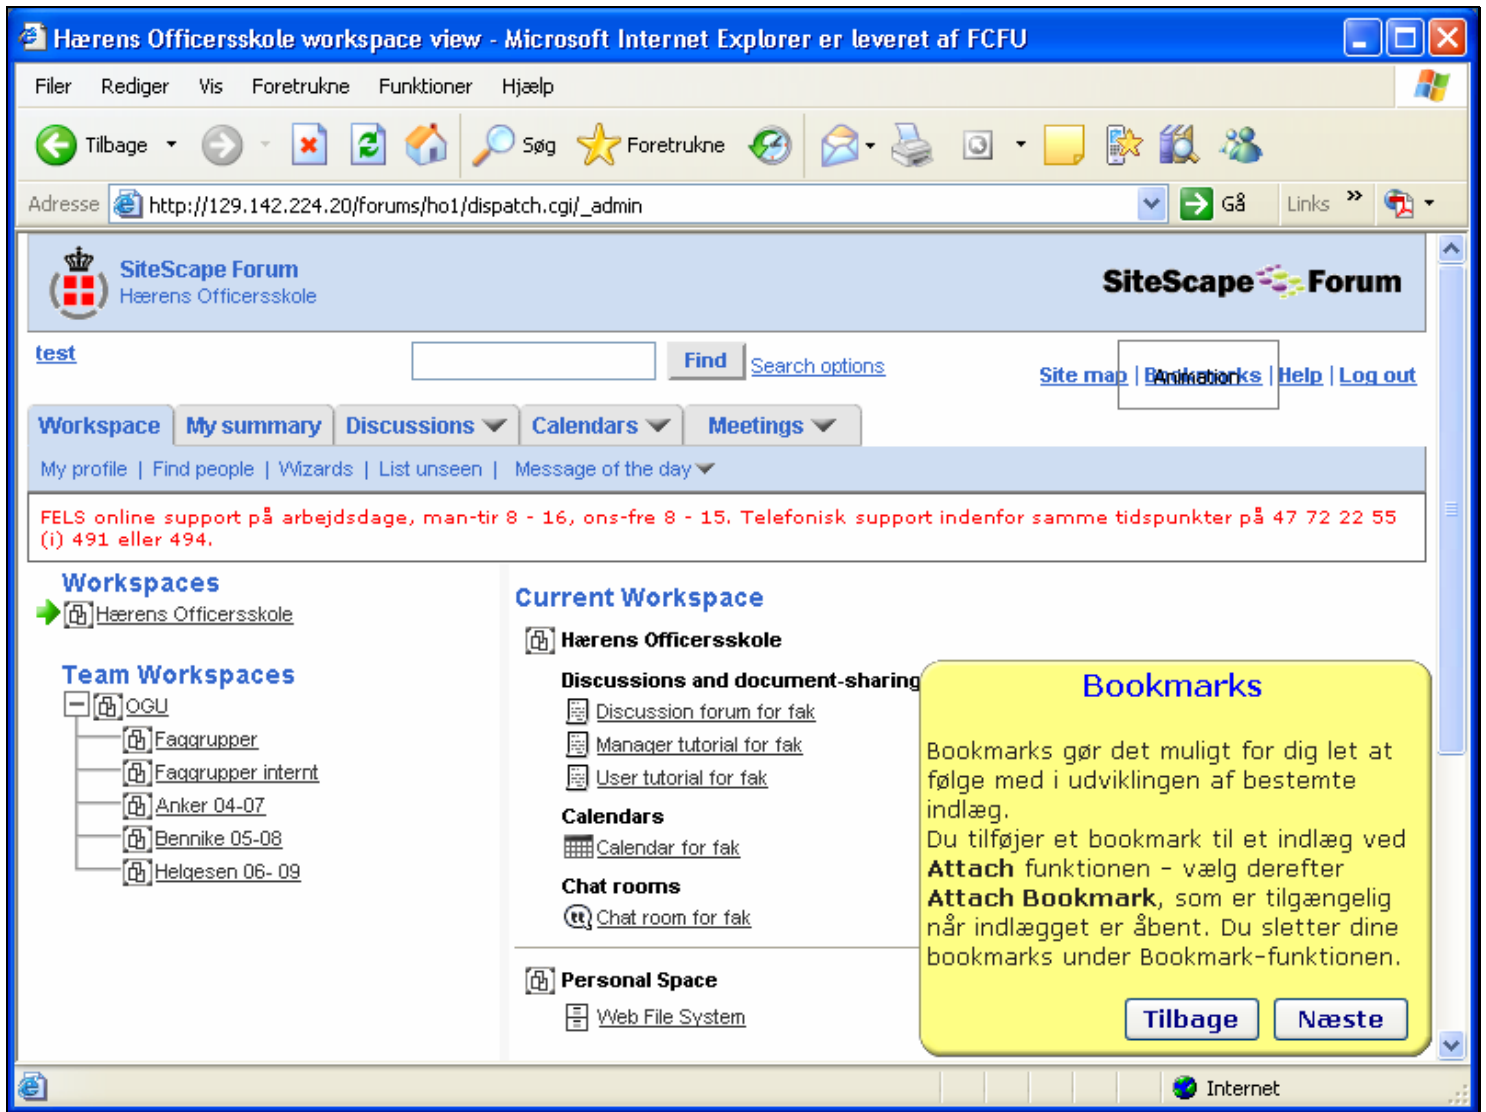 Hærens Officersskole workspace view - Microsoft Internet Explorer er leveret af FCFU
Filer Rediger Vis Foretrukne Funktioner Hjælp
Tilbage Søg Foretrukne
Adresse http://129.142.224.20/forums/ho1/dispatch.cgi/_admin Gå Links »
SiteScape Forum
Hærens Officersskole
SiteScape Forum
test Find Search options
Site map | Bookmarks | Help | Log out
Animation
Workspace My summary Discussions Calendars Meetings
My profile | Find people | Wizards | List unseen | Message of the day
FELS online support på arbejdsdage, man-tir 8 - 16, ons-fre 8 - 15. Telefonisk support indenfor samme tidspunkter på 47 72 22 55
(i) 491 eller 494.
Workspaces
Hærens Officersskole
Team Workspaces
OGU
Faggrupper
Faggrupper internt
Anker 04-07
Bennike 05-08
Helgesen 06- 09
Current Workspace
Hærens Officersskole
Discussions and document-sharing
Discussion forum for fak
Manager tutorial for fak
User tutorial for fak
Calendars
Calendar for fak
Chat rooms
Chat room for fak
Personal Space
Web File System
Bookmarks
Bookmarks gør det muligt for dig let at
følge med i udviklingen af bestemte
indlæg.
Du tilføjer et bookmark til et indlæg ved
Attach funktionen – vælg derefter
Attach Bookmark, som er tilgængelig
når indlægget er åbent. Du sletter dine
bookmarks under Bookmark-funktionen.
Tilbage Næste
Internet